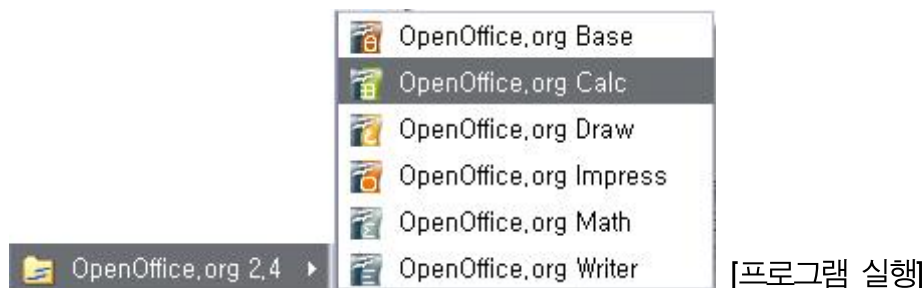 OpenOffice.org Base
OpenOffice.org Calc
OpenOffice.org Draw
OpenOffice.org Impress
OpenOffice.org Math
OpenOffice.org 2.4
OpenOffice.org Writer
[프로그램 실행]